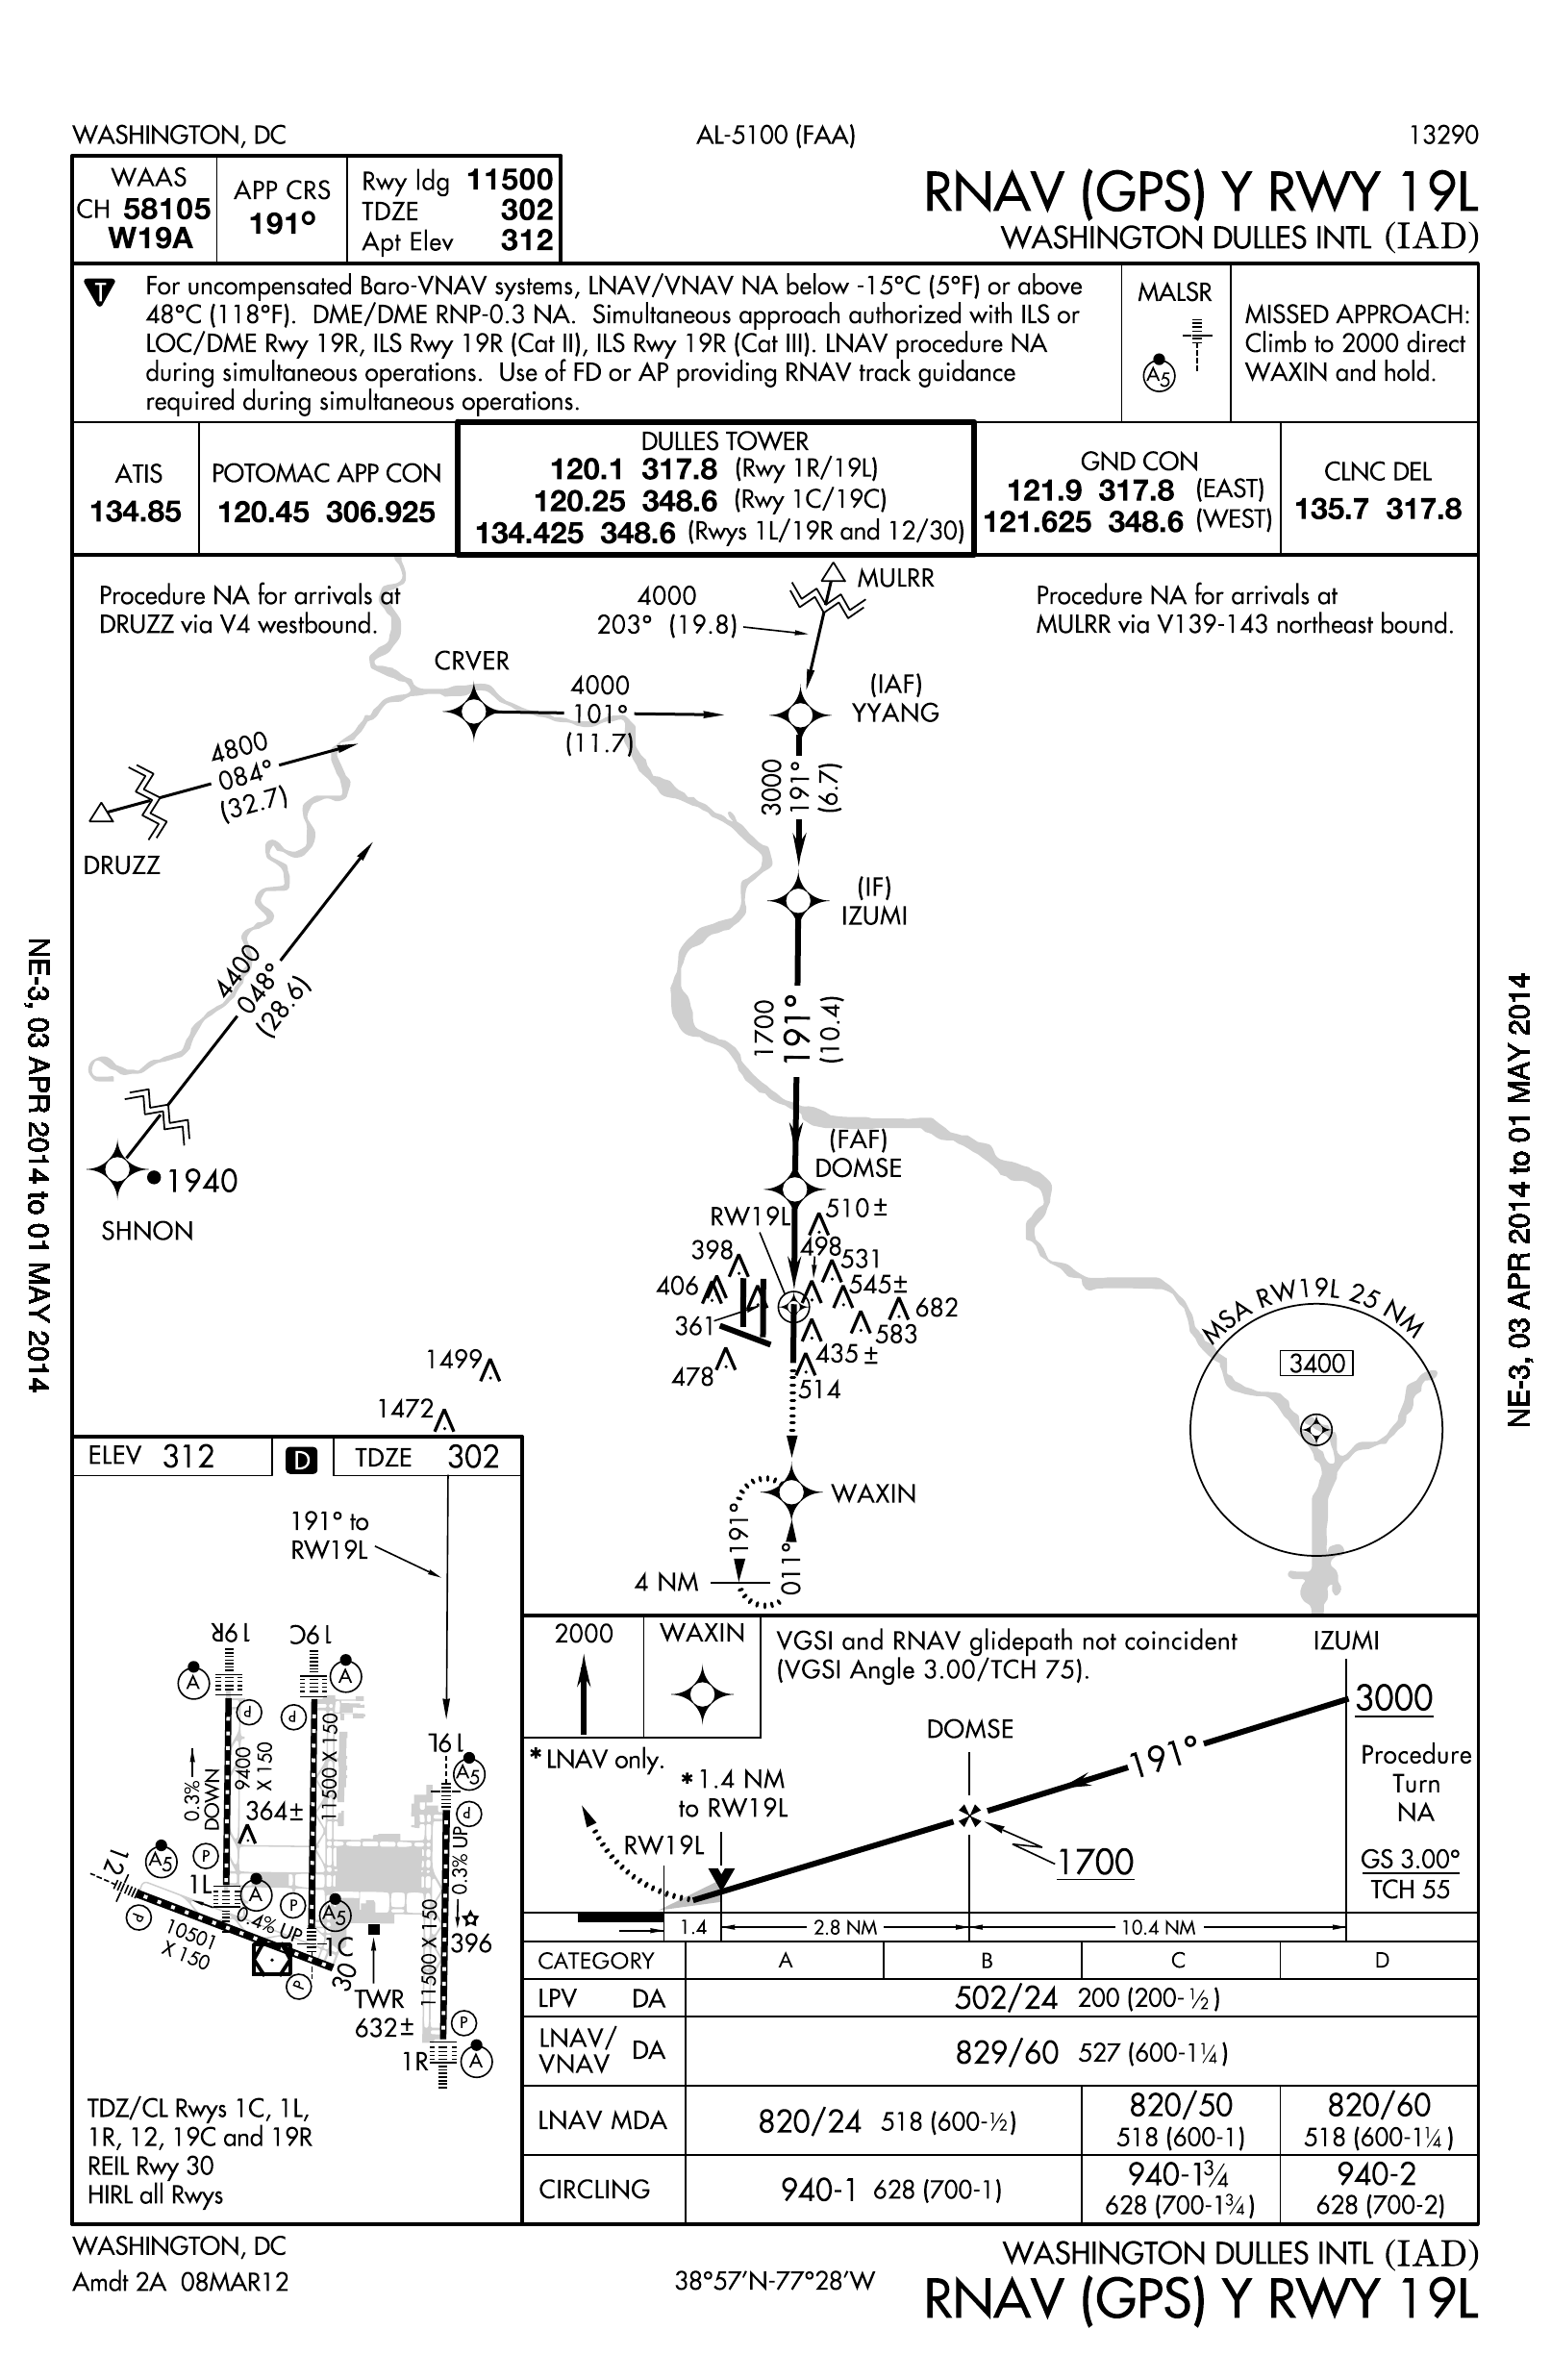 WASHINGTON, DC
AL-5100 (FAA)
13290
WAAS
CH 58105
W19A
APP CRS
191°
Rwy ldg 11500
TDZE 302
Apt Elev 312
RNAV (GPS) Y RWY 19L
WASHINGTON DULLES INTL (IAD)
T
For uncompensated Baro-VNAV systems, LNAV/VNAV NA below -15°C (5°F) or above
48°C (118°F). DME/DME RNP-0.3 NA. Simultaneous approach authorized with ILS or
LOC/DME Rwy 19R, ILS Rwy 19R (Cat II), ILS Rwy 19R (Cat III). LNAV procedure NA
during simultaneous operations. Use of FD or AP providing RNAV track guidance
required during simultaneous operations.
MALSR
A5
MISSED APPROACH:
Climb to 2000 direct
WAXIN and hold.
ATIS
134.85
POTOMAC APP CON
120.45 306.925
DULLES TOWER
120.1 317.8 (Rwy 1R/19L)
120.25 348.6 (Rwy 1C/19C)
134.425 348.6 (Rwys 1L/19R and 12/30)
GND CON
121.9 317.8 (EAST)
121.625 348.6 (WEST)
CLNC DEL
135.7 317.8
Procedure NA for arrivals at
DRUZZ via V4 westbound.
4000
203° (19.8)
MULRR
Procedure NA for arrivals at
MULRR via V139-143 northeast bound.
CRVER
4000
101°
(11.7)
(IAF)
YYANG
4800
084°
(32.7)
DRUZZ
3000
191°
(6.7)
(IF)
IZUMI
4400
048°
(28.6)
1700
191°
(10.4)
1940
SHNON
(FAF)
DOMSE
RW19L
510±
398
498
531
406
545±
682
361
583
435±
478
514
1499
1472
MSA RW19L 25 NM
3400
WAXIN
191°
011°
4 NM
NE-3, 03 APR 2014 to 01 MAY 2014
NE-3, 03 APR 2014 to 01 MAY 2014
ELEV 312
D
TDZE 302
191° to
RW19L
19R
19C
19L
A
A
A5
P
P
P
0.3%
DOWN
9400
X 150
11500 X 150
364±
0.3% UP
12
A5
P
P
1L
A
P
A5
0.4% UP
10501
X 150
1C
P
30
TWR
632±
11500 X 150
396
P
1R
A
TDZ/CL Rwys 1C, 1L,
1R, 12, 19C and 19R
REIL Rwy 30
HIRL all Rwys
2000
WAXIN
VGSI and RNAV glidepath not coincident
(VGSI Angle 3.00/TCH 75).
IZUMI
3000
DOMSE
191°
*LNAV only.
*1.4 NM
to RW19L
RW19L
1700
Procedure
Turn
NA
GS 3.00°
TCH 55
1.4
2.8 NM
10.4 NM
CATEGORY A B C D
LPV DA 502/24 200 (200-½)
LNAV/
VNAV DA 829/60 527 (600-1¼)
LNAV MDA 820/24 518 (600-½)
820/50
518 (600-1)
820/60
518 (600-1¼)
CIRCLING 940-1 628 (700-1)
940-1¾
628 (700-1¾)
940-2
628 (700-2)
WASHINGTON, DC
Amdt 2A 08MAR12
38°57'N-77°28'W
WASHINGTON DULLES INTL (IAD)
RNAV (GPS) Y RWY 19L